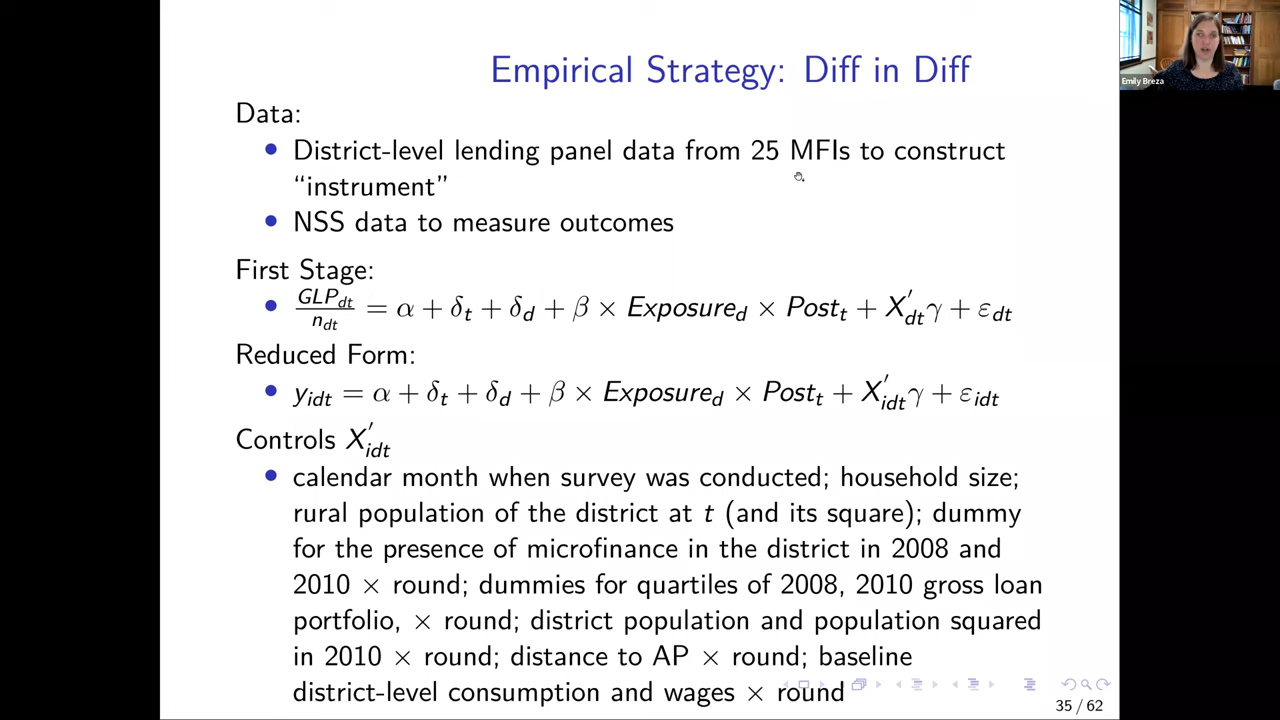 Empirical Strategy: Diff in Diff
Emily Breza
Data:
• District-level lending panel data from 25 MFIs to construct
“instrument”
• NSS data to measure outcomes
First Stage:
• GLP_dt / n_dt = α + δ_t + δ_d + β × Exposure_d × Post_t + X′_dt γ + ε_dt
Reduced Form:
• y_idt = α + δ_t + δ_d + β × Exposure_d × Post_t + X′_idt γ + ε_idt
Controls X′_idt
• calendar month when survey was conducted; household size;
rural population of the district at t (and its square); dummy
for the presence of microfinance in the district in 2008 and
2010 × round; dummies for quartiles of 2008, 2010 gross loan
portfolio, × round; district population and population squared
in 2010 × round; distance to AP × round; baseline
district-level consumption and wages × round
35 / 62